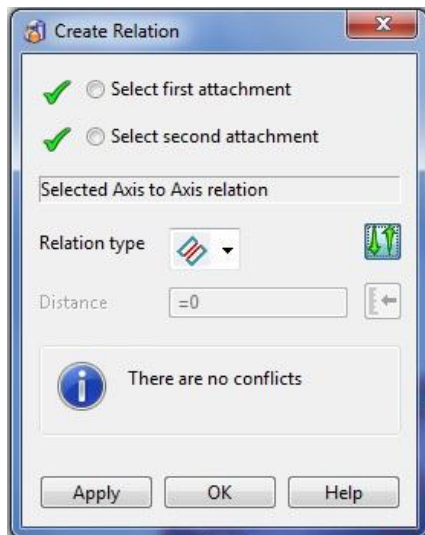 Create Relation
Select first attachment
Select second attachment
Selected Axis to Axis relation
Relation type
Distance
=0
There are no conflicts
Apply
OK
Help